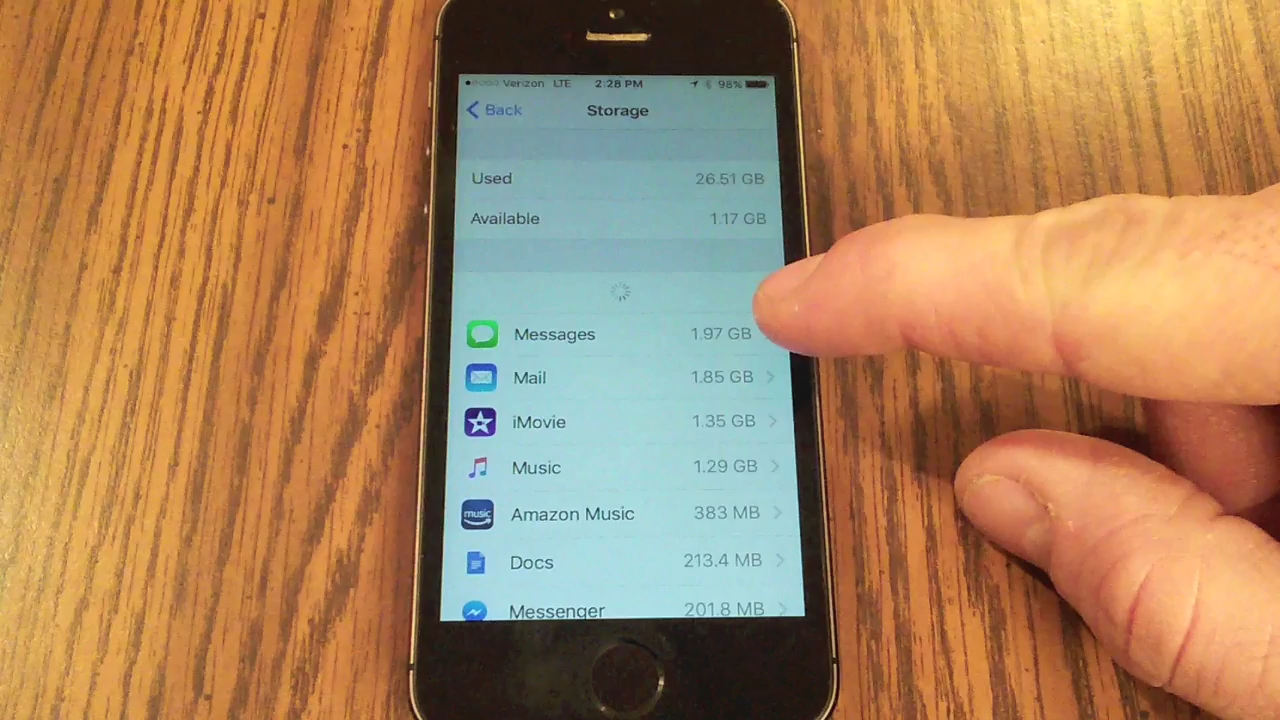 Verizon LTE 2:28 PM 98%
Back Storage
Used 26.51 GB
Available 1.17 GB
Messages 1.97 GB
Mail 1.85 GB
iMovie 1.35 GB
Music 1.29 GB
music Amazon Music 383 MB
Docs 213.4 MB
Messenger 201.8 MB